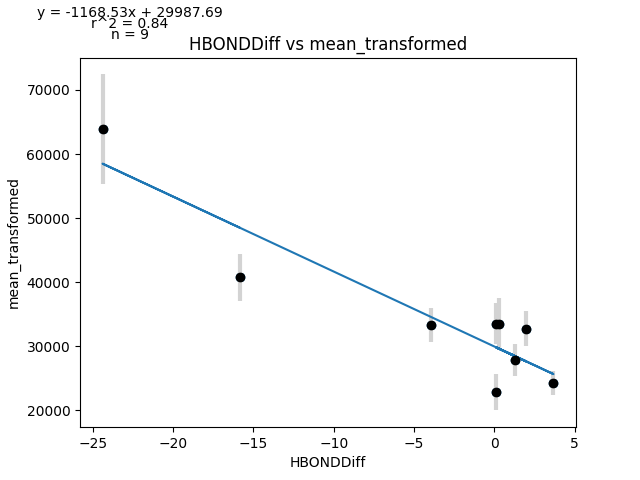 y = -1168.53x + 29987.69
r^2 = 0.84
n = 9
HBONDDiff vs mean_transformed
70000
60000
50000
40000
30000
20000
mean_transformed
−25 −20 −15 −10 −5 0 5
HBONDDiff